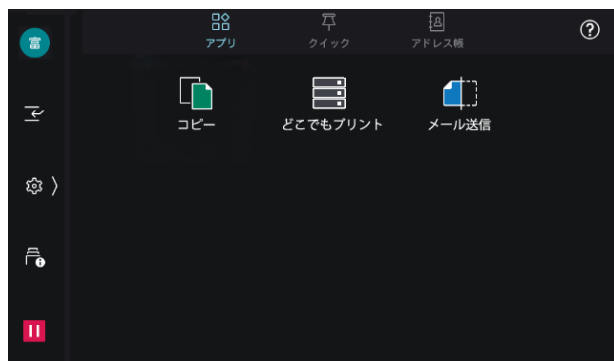 富
アプリ
クイック
アドレス帳
コピー
どこでもプリント
メール送信